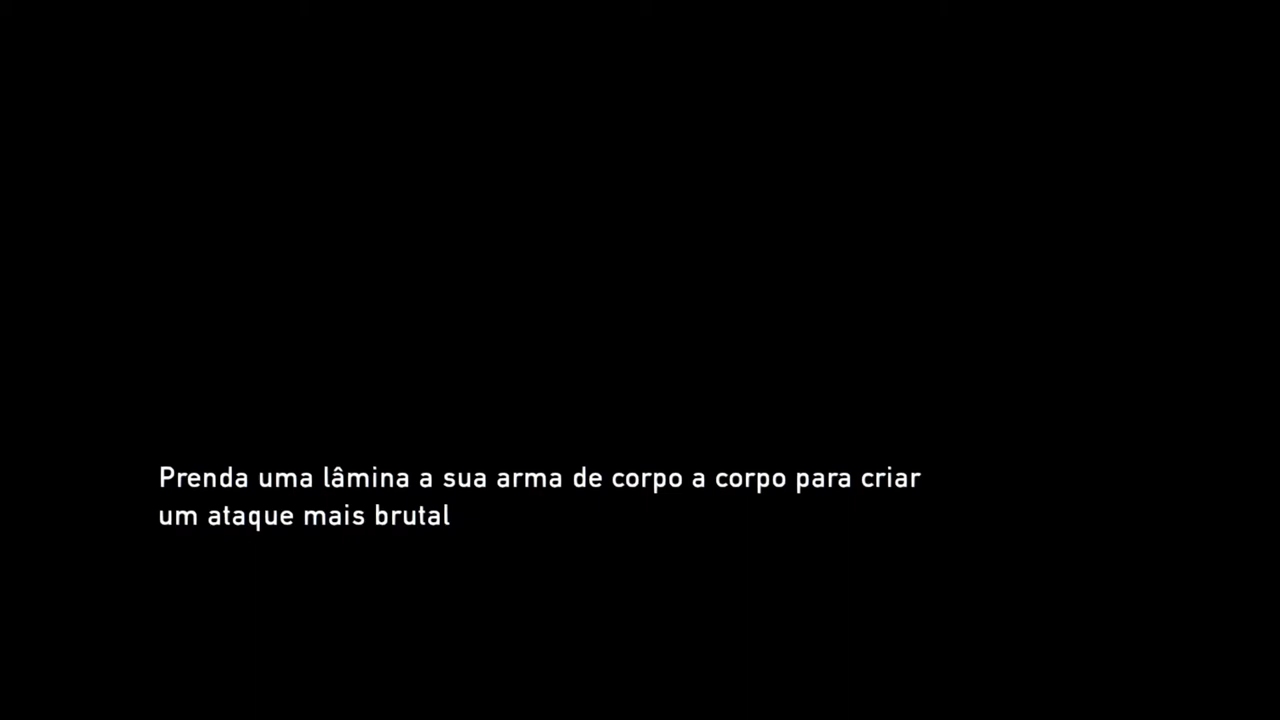 Prenda uma lâmina a sua arma de corpo a corpo para criar
um ataque mais brutal